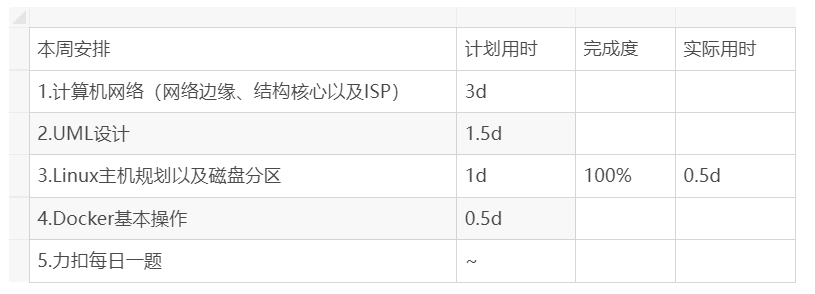 本周安排 计划用时 完成度 实际用时
1.计算机网络（网络边缘、结构核心以及ISP） 3d
2.UML设计 1.5d
3.Linux主机规划以及磁盘分区 1d 100% 0.5d
4.Docker基本操作 0.5d
5.力扣每日一题 ~